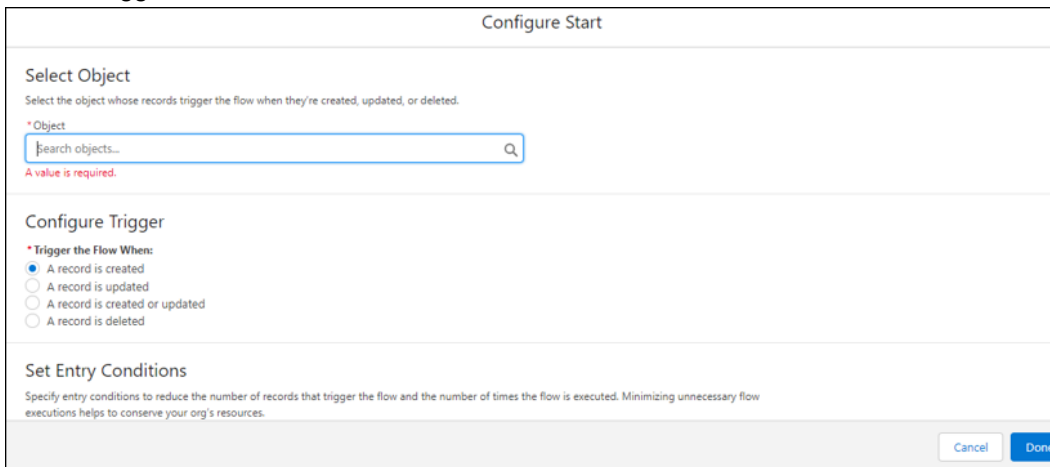 Configure Start
Select Object
Select the object whose records trigger the flow when they're created, updated, or deleted.
*Object
Search objects...
A value is required.
Configure Trigger
*Trigger the Flow When:
A record is created
A record is updated
A record is created or updated
A record is deleted
Set Entry Conditions
Specify entry conditions to reduce the number of records that trigger the flow and the number of times the flow is executed. Minimizing unnecessary flow
executions helps to conserve your org's resources.
Cancel
Done